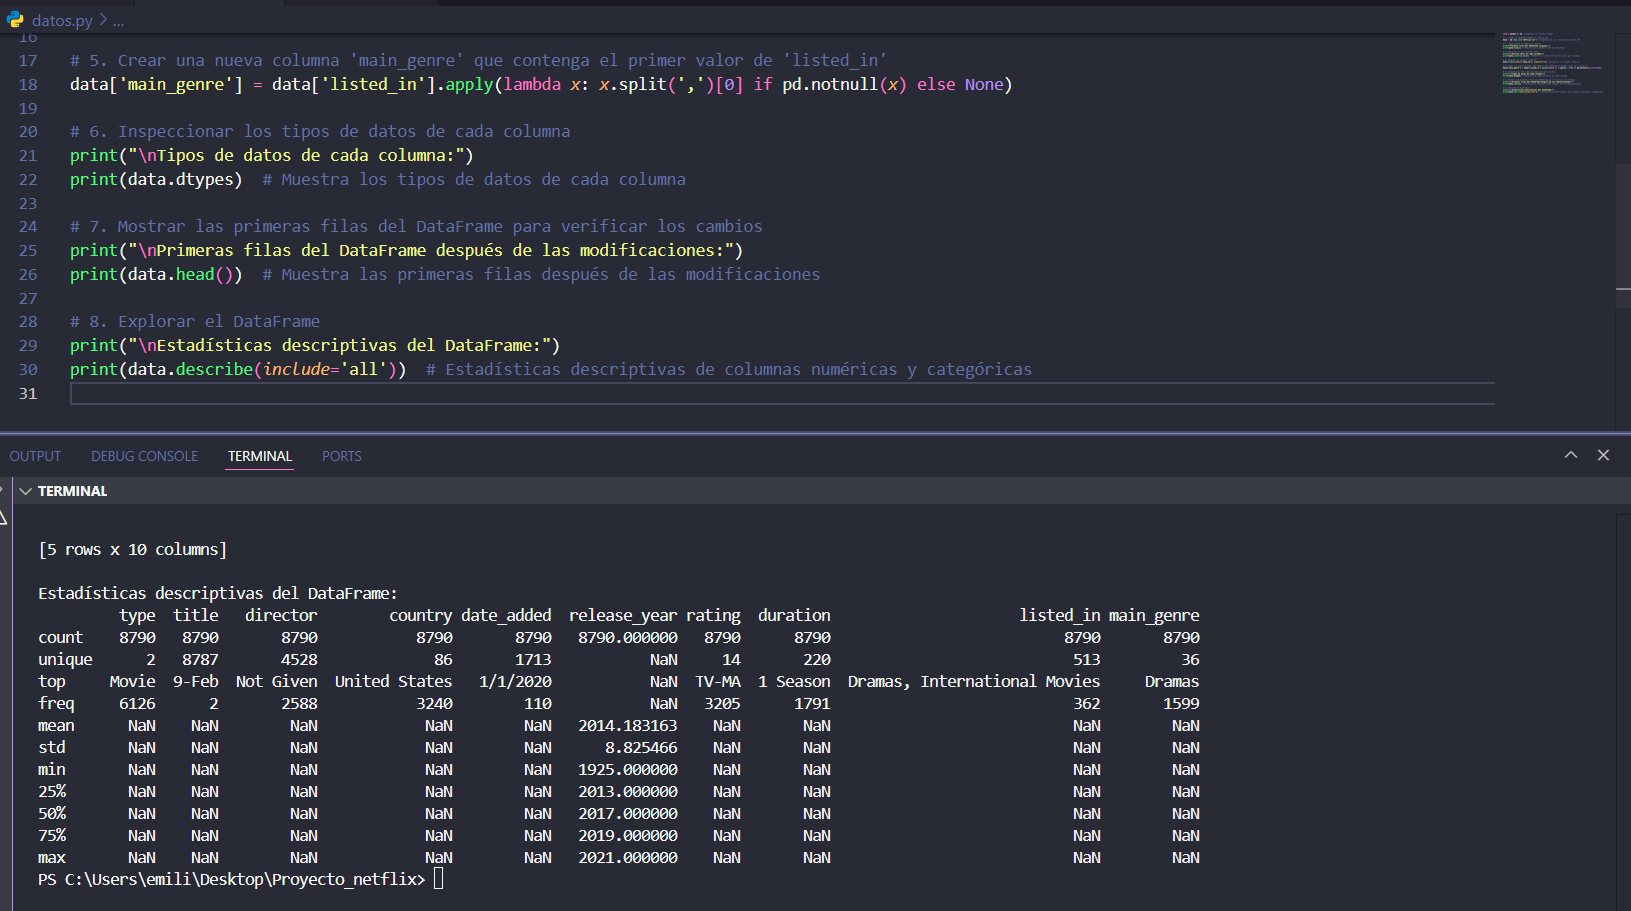 datos.py > ...
16
17 # 5. Crear una nueva columna 'main_genre' que contenga el primer valor de 'listed_in'
18 data['main_genre'] = data['listed_in'].apply(lambda x: x.split(',')[0] if pd.notnull(x) else None)
19
20 # 6. Inspeccionar los tipos de datos de cada columna
21 print("\nTipos de datos de cada columna:")
22 print(data.dtypes)  # Muestra los tipos de datos de cada columna
23
24 # 7. Mostrar las primeras filas del DataFrame para verificar los cambios
25 print("\nPrimeras filas del DataFrame después de las modificaciones:")
26 print(data.head())  # Muestra las primeras filas después de las modificaciones
27
28 # 8. Explorar el DataFrame
29 print("\nEstadísticas descriptivas del DataFrame:")
30 print(data.describe(include='all'))  # Estadísticas descriptivas de columnas numéricas y categóricas
31
OUTPUT DEBUG CONSOLE TERMINAL PORTS
TERMINAL
[5 rows x 10 columns]
Estadísticas descriptivas del DataFrame:
type title director country date_added release_year rating duration listed_in main_genre
count 8790 8790 8790 8790 8790 8790.000000 8790 8790 8790 8790
unique 2 8787 4528 86 1713 NaN 14 220 513 36
top Movie 9-Feb Not Given United States 1/1/2020 NaN TV-MA 1 Season Dramas, International Movies Dramas
freq 6126 2 2588 3240 110 NaN 3205 1791 362 1599
mean NaN NaN NaN NaN NaN 2014.183163 NaN NaN NaN NaN
std NaN NaN NaN NaN NaN 8.825466 NaN NaN NaN NaN
min NaN NaN NaN NaN NaN 1925.000000 NaN NaN NaN NaN
25% NaN NaN NaN NaN NaN 2013.000000 NaN NaN NaN NaN
50% NaN NaN NaN NaN NaN 2017.000000 NaN NaN NaN NaN
75% NaN NaN NaN NaN NaN 2019.000000 NaN NaN NaN NaN
max NaN NaN NaN NaN NaN 2021.000000 NaN NaN NaN NaN
PS C:\Users\emili\Desktop\Proyecto_netflix>